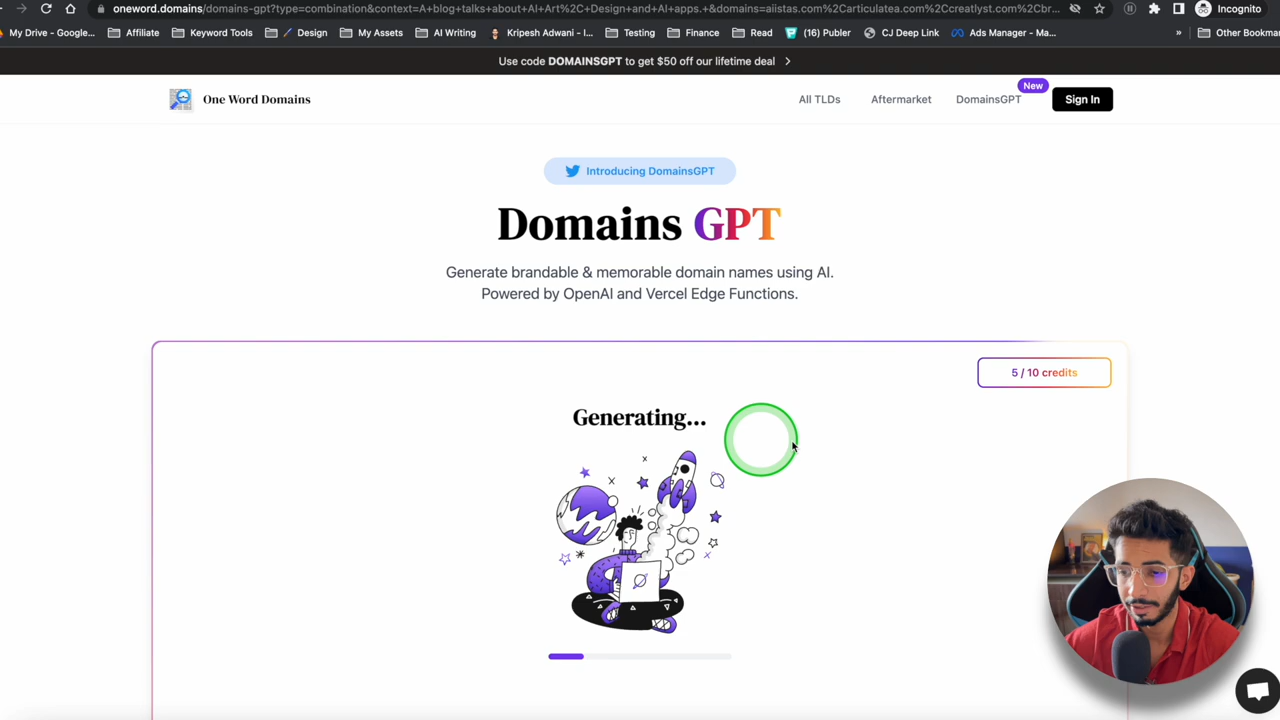 oneword.domains/domains-gpt?type=combination&context=A+blog+talks+about+AI+Art%2C+Design+and+AI+apps.+&domains=aiistas.com%2Carticulatea.com%2Ccreatlyst.com%2Cbr...
Incognito
My Drive - Google...
Affiliate
Keyword Tools
Design
My Assets
AI Writing
Kripesh Adwani - I...
Testing
Finance
Read
(16) Publer
CJ Deep Link
Ads Manager - Ma...
»
Other Bookmar
Use code DOMAINSGPT to get $50 off our lifetime deal
One Word Domains
All TLDs
Aftermarket
DomainsGPT
New
Sign In
Introducing DomainsGPT
Domains GPT
Generate brandable & memorable domain names using AI.
Powered by OpenAI and Vercel Edge Functions.
5 / 10 credits
Generating...